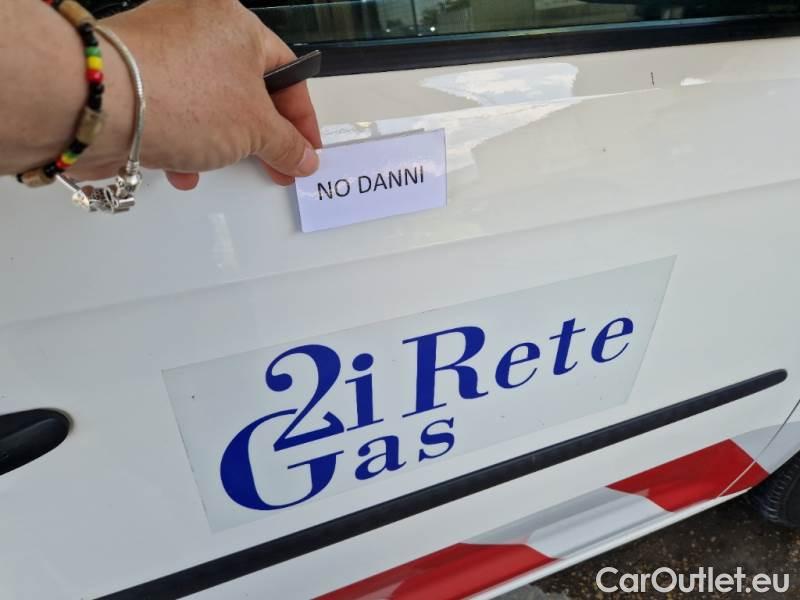 NO DANNI
2i Rete
Gas
CarOutlet.eu